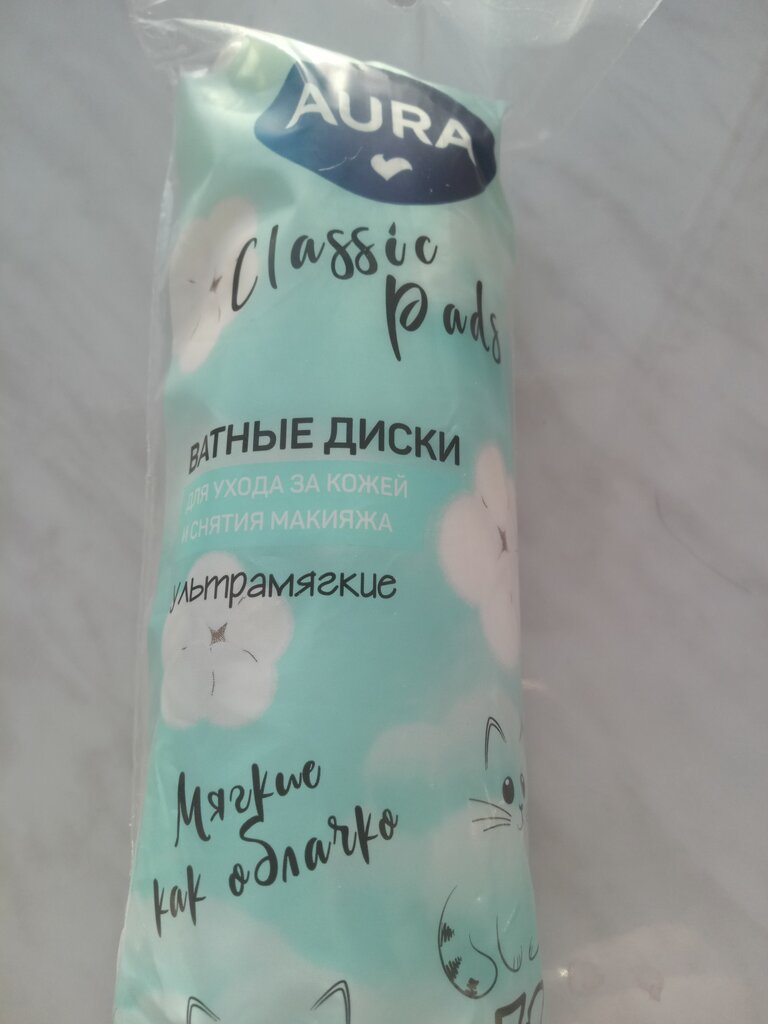 AURA
Classic
Pads
ВАТНЫЕ ДИСКИ
ДЛЯ УХОДА ЗА КОЖЕЙ
И СНЯТИЯ МАКИЯЖА
ультрамягкие
Мягкие
как облачко